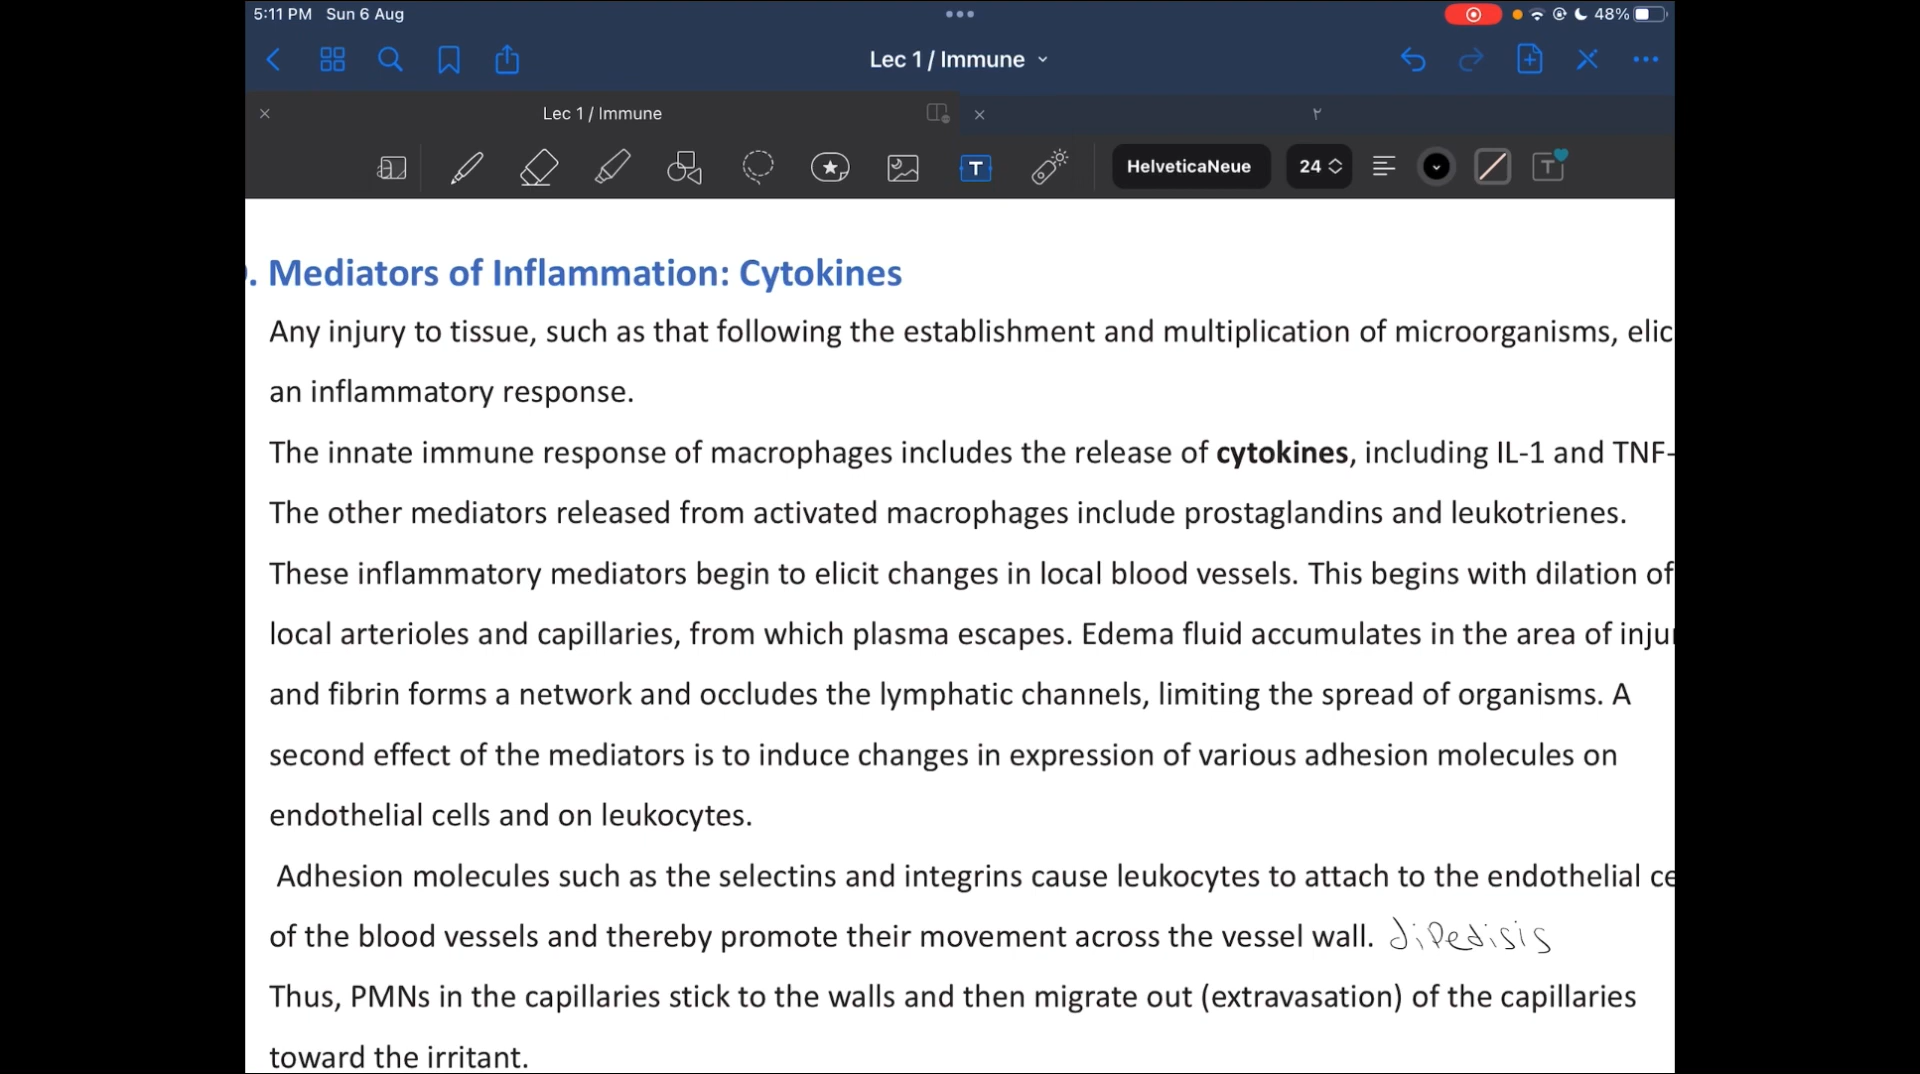 5:11 PM Sun 6 Aug
48%
Lec 1 / Immune
Lec 1 / Immune
٢
HelveticaNeue
24
. Mediators of Inflammation: Cytokines
Any injury to tissue, such as that following the establishment and multiplication of microorganisms, elic
an inflammatory response.
The innate immune response of macrophages includes the release of cytokines, including IL-1 and TNF-
The other mediators released from activated macrophages include prostaglandins and leukotrienes.
These inflammatory mediators begin to elicit changes in local blood vessels. This begins with dilation of
local arterioles and capillaries, from which plasma escapes. Edema fluid accumulates in the area of inju
and fibrin forms a network and occludes the lymphatic channels, limiting the spread of organisms. A
second effect of the mediators is to induce changes in expression of various adhesion molecules on
endothelial cells and on leukocytes.
Adhesion molecules such as the selectins and integrins cause leukocytes to attach to the endothelial ce
of the blood vessels and thereby promote their movement across the vessel wall. dipedisis
Thus, PMNs in the capillaries stick to the walls and then migrate out (extravasation) of the capillaries
toward the irritant.